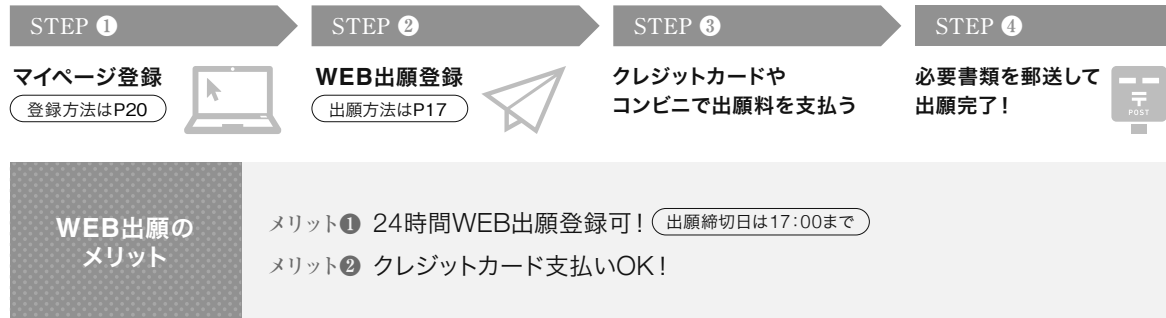 STEP ❶
STEP ❷
STEP ❸
STEP ❹
マイページ登録
登録方法はP20
WEB出願登録
出願方法はP17
クレジットカードや
コンビニで出願料を支払う
必要書類を郵送して
出願完了!
〒
POST
WEB出願の
メリット
メリット❶ 24時間WEB出願登録可! 出願締切日は17:00まで
メリット❷ クレジットカード支払いOK!